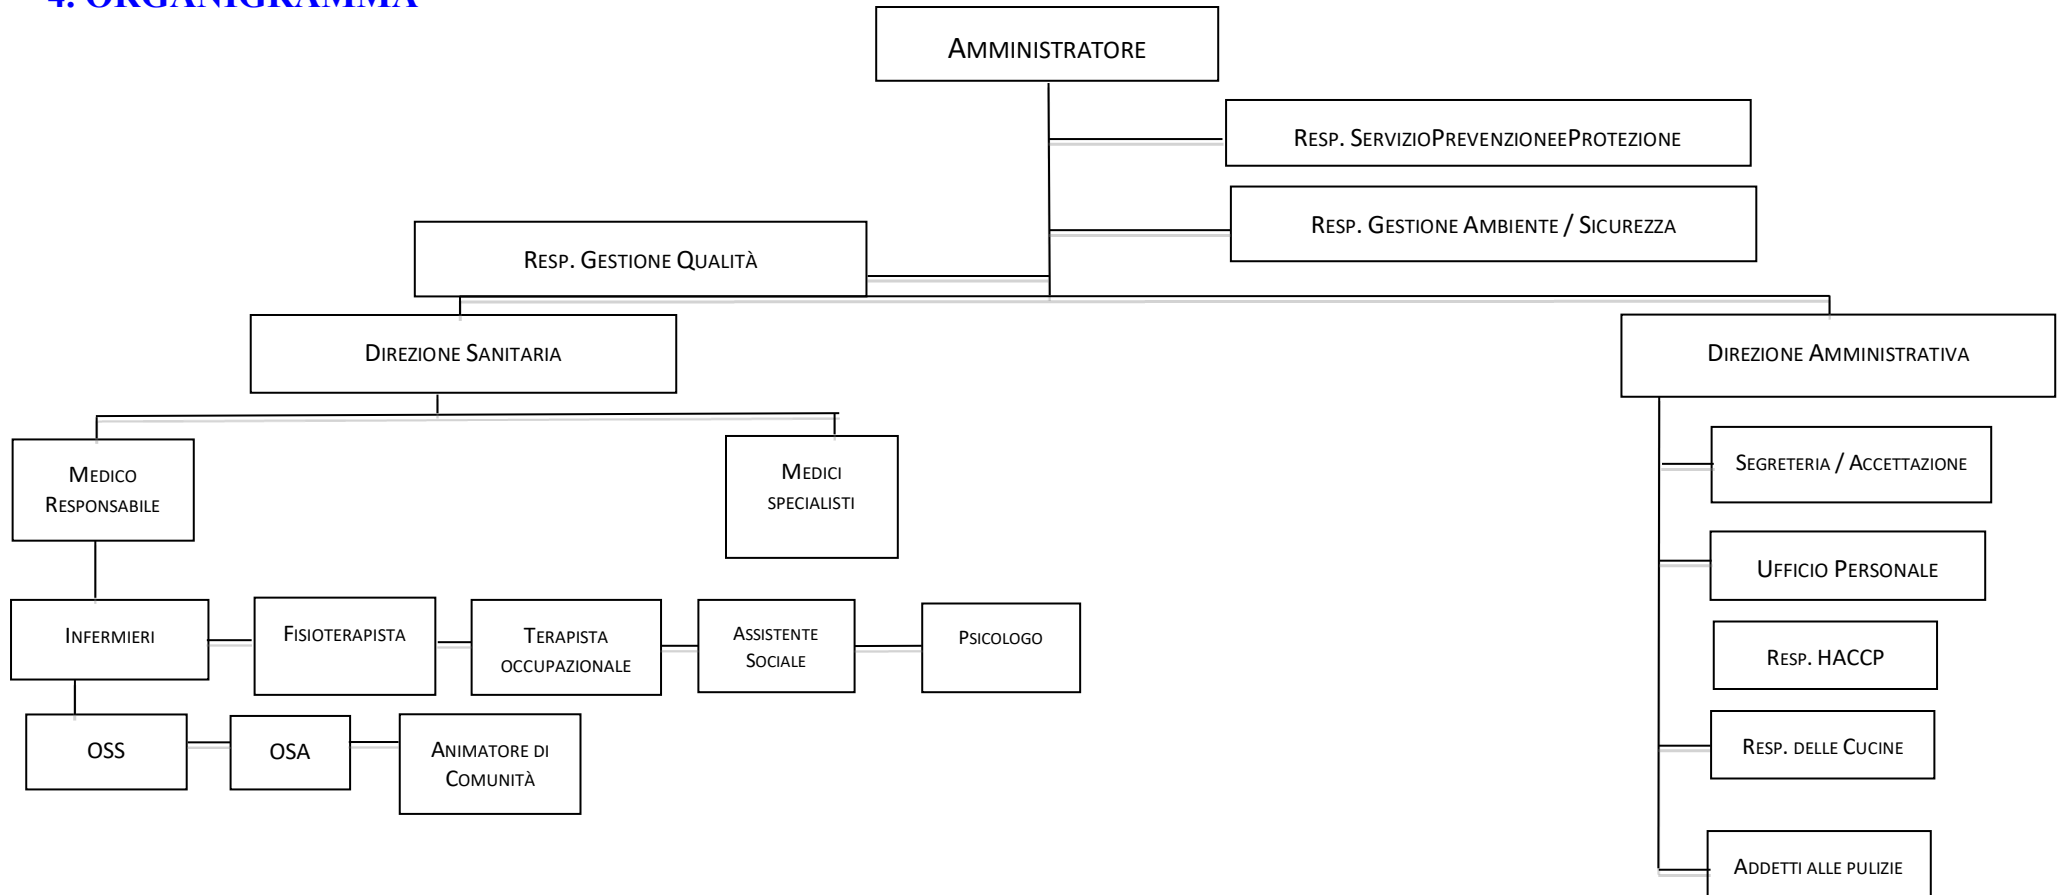 4. ORGANIGRAMMA
AMMINISTRATORE
RESP. SERVIZIOPREVENZIONEEPROTEZIONE
RESP. GESTIONE AMBIENTE / SICUREZZA
RESP. GESTIONE QUALITÀ
DIREZIONE SANITARIA
DIREZIONE AMMINISTRATIVA
MEDICO
RESPONSABILE
MEDICI
SPECIALISTI
SEGRETERIA / ACCETTAZIONE
UFFICIO PERSONALE
INFERMIERI
FISIOTERAPISTA
TERAPISTA
OCCUPAZIONALE
ASSISTENTE
SOCIALE
PSICOLOGO
RESP. HACCP
OSS
OSA
ANIMATORE DI
COMUNITÀ
RESP. DELLE CUCINE
ADDETTI ALLE PULIZIE